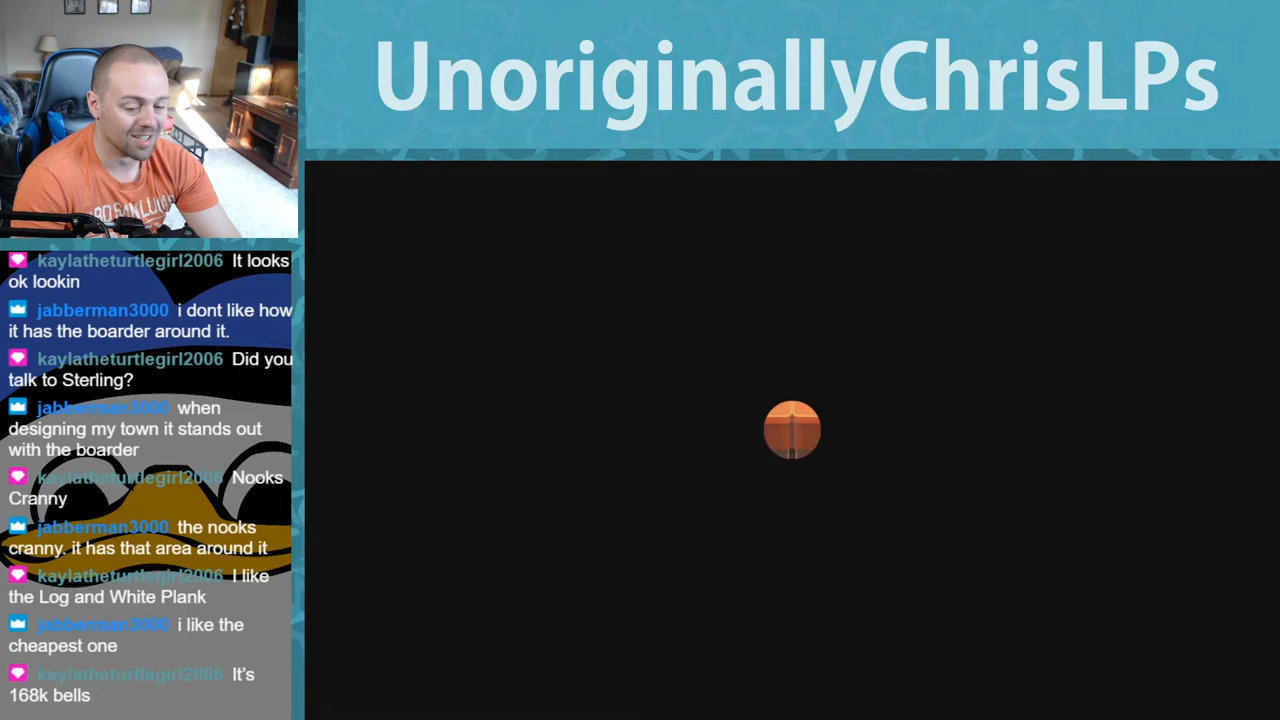 UnoriginallyChrisLPs
kaylatheturtlegirl2006 It looks
ok lookin
jabberman3000 i dont like how
it has the boarder around it.
kaylatheturtlegirl2006 Did you
talk to Sterling?
jabberman3000 when
designing my town it stands out
with the boarder
kaylatheturtlegirl2006 Nooks
Cranny
jabberman3000 the nooks
cranny. it has that area around it
kaylatheturtlegirl2006 I like
the Log and White Plank
jabberman3000 i like the
cheapest one
kaylatheturtlegirl2006 It’s
168k bells